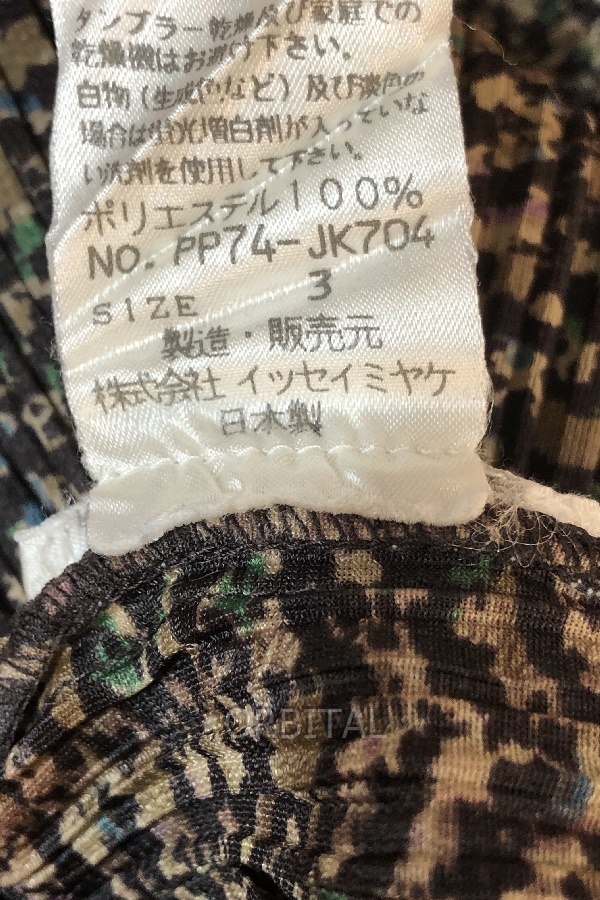 タンブラー乾燥及び家庭での
乾燥機はお避け下さい。
白物（生成色など）及び淡色の
場合は蛍光増白剤が入っていな
い洗剤を使用して下さい。
ポリエステル100%
NO. PP74-JK704
SIZE 3
製造・販売元
株式会社 イッセイミヤケ
日本製
ORBITAL